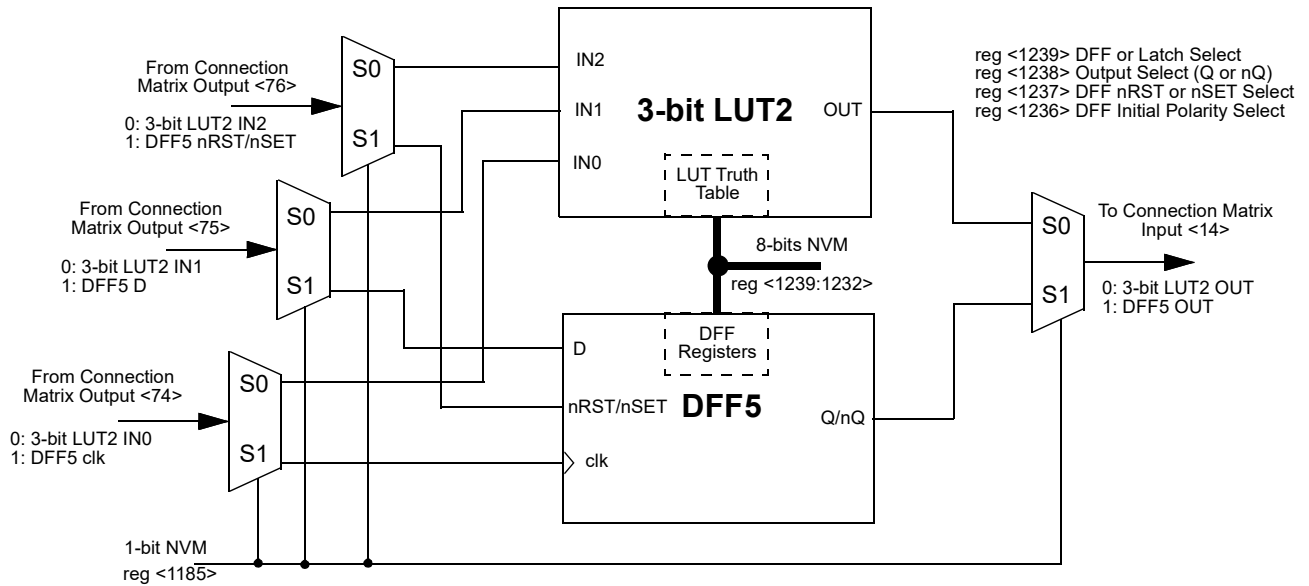 From Connection
Matrix Output <76>
0: 3-bit LUT2 IN2
1: DFF5 nRST/nSET
S0
S1
From Connection
Matrix Output <75>
0: 3-bit LUT2 IN1
1: DFF5 D
S0
S1
From Connection
Matrix Output <74>
0: 3-bit LUT2 IN0
1: DFF5 clk
S0
S1
1-bit NVM
reg <1185>
IN2
IN1
IN0
3-bit LUT2
OUT
LUT Truth
Table
8-bits NVM
reg <1239:1232>
DFF
Registers
D
nRST/nSET
clk
DFF5
Q/nQ
reg <1239> DFF or Latch Select
reg <1238> Output Select (Q or nQ)
reg <1237> DFF nRST or nSET Select
reg <1236> DFF Initial Polarity Select
S0
S1
To Connection Matrix
Input <14>
0: 3-bit LUT2 OUT
1: DFF5 OUT